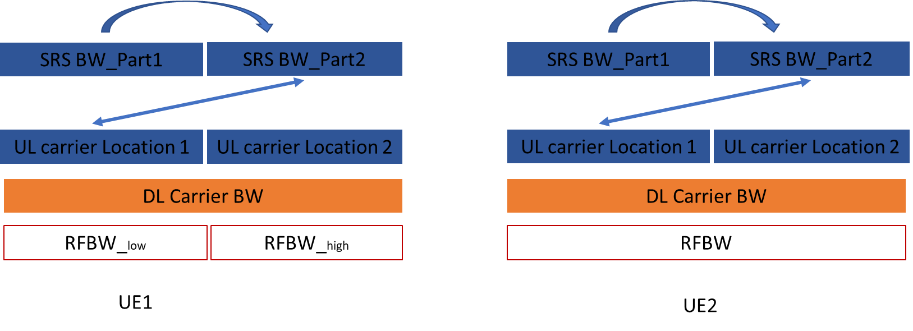 SRS BW_Part1 SRS BW_Part2 SRS BW_Part1 SRS BW_Part2
UL carrier Location 1 UL carrier Location 2 UL carrier Location 1 UL carrier Location 2
DL Carrier BW DL Carrier BW
RFBW_low RFBW_high RFBW
UE1 UE2